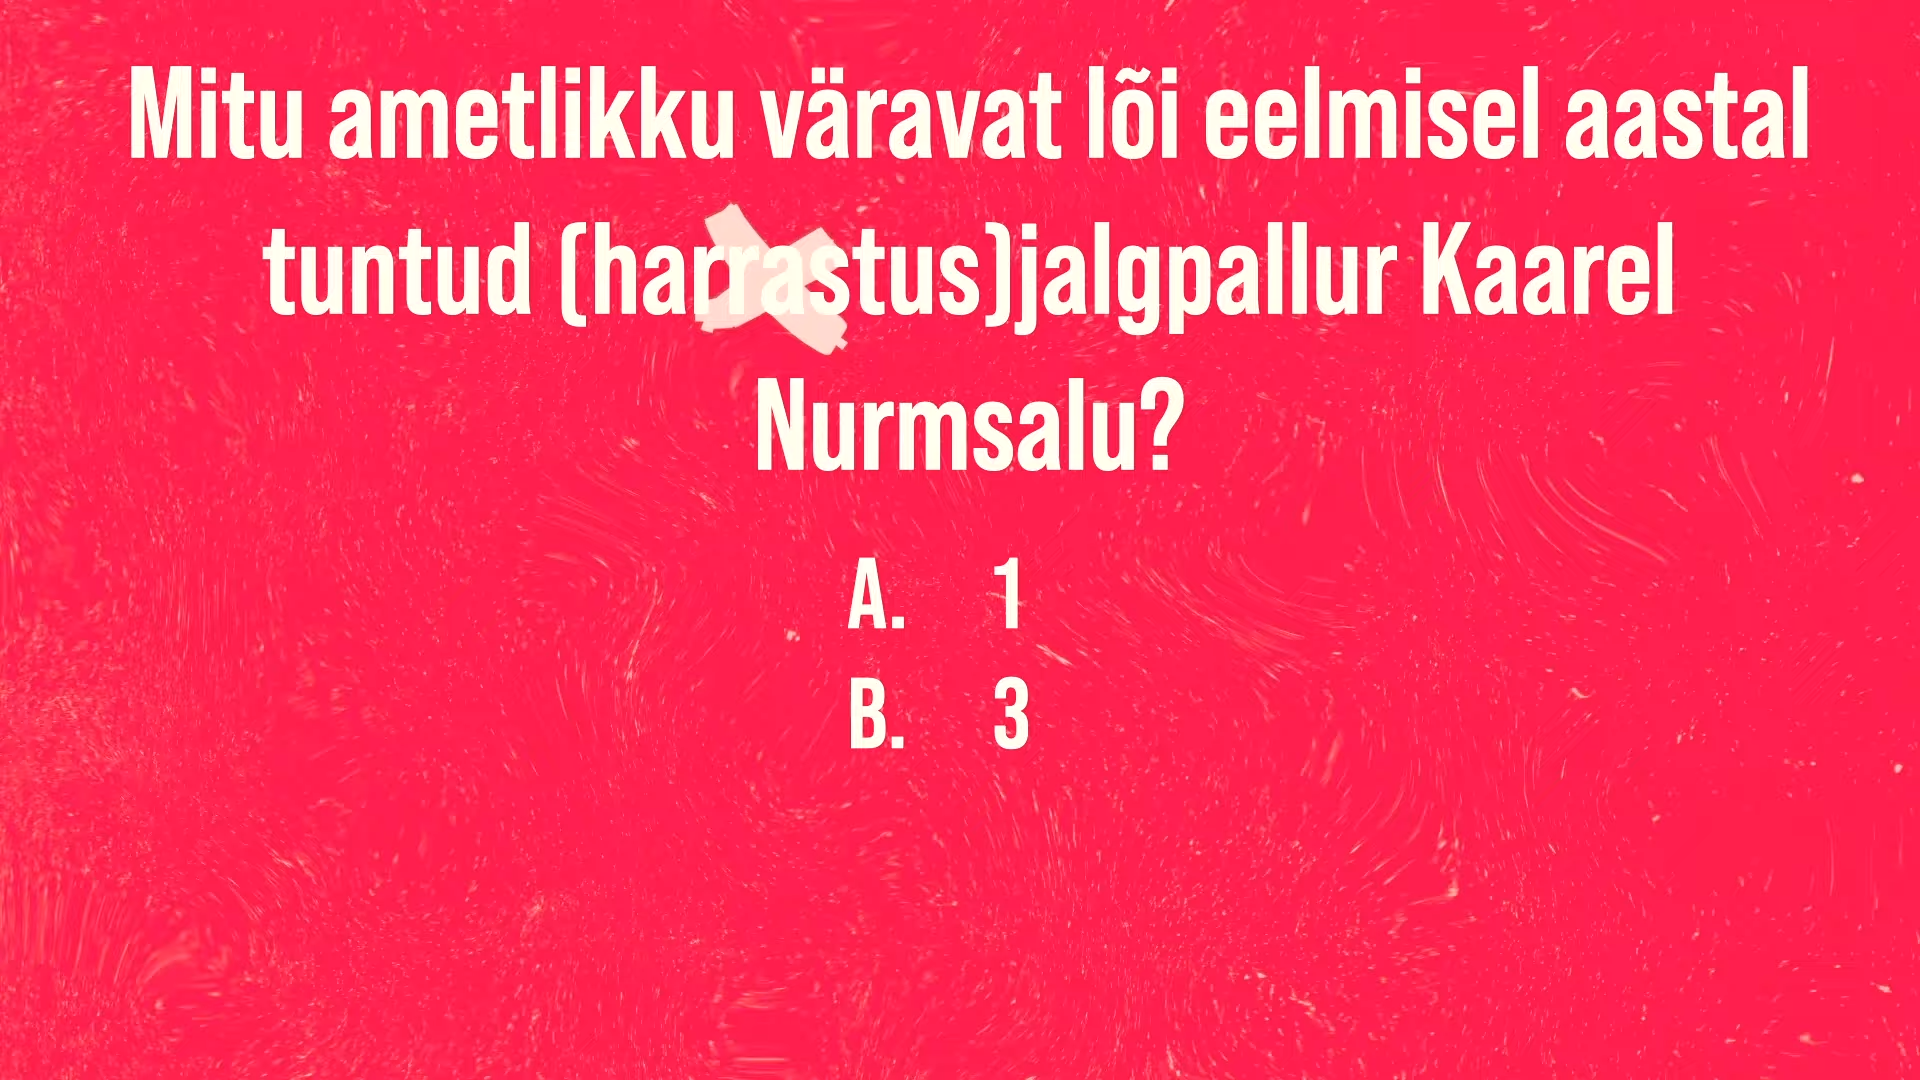 Mitu ametlikku väravat lõi eelmisel aastal
tuntud (harrastus)jalgpallur Kaarel
Nurmsalu?
A. 1
B. 3